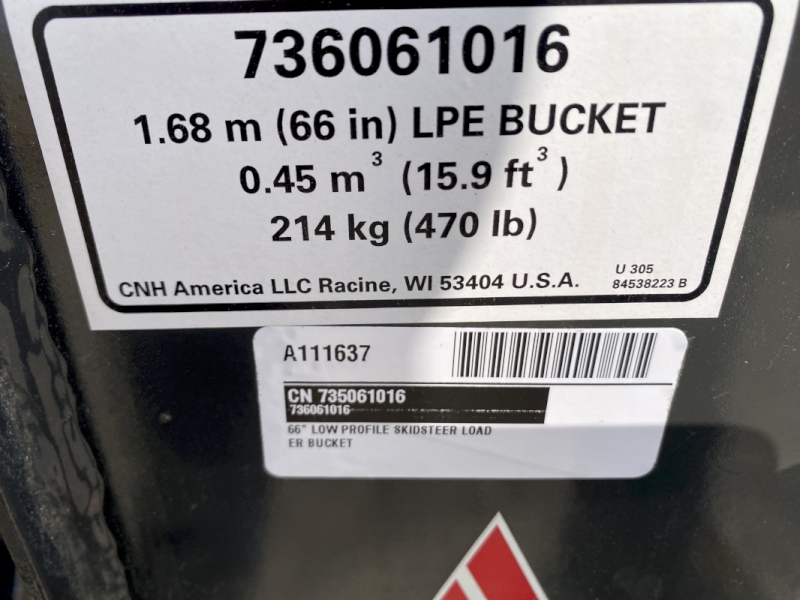 736061016
1.68 m (66 in) LPE BUCKET
0.45 m³ (15.9 ft³)
214 kg (470 lb)
CNH America LLC Racine, WI 53404 U.S.A.
U 305
84538223 B
A111637
CN 735061016
736061016
66" LOW PROFILE SKIDSTEER LOAD
ER BUCKET